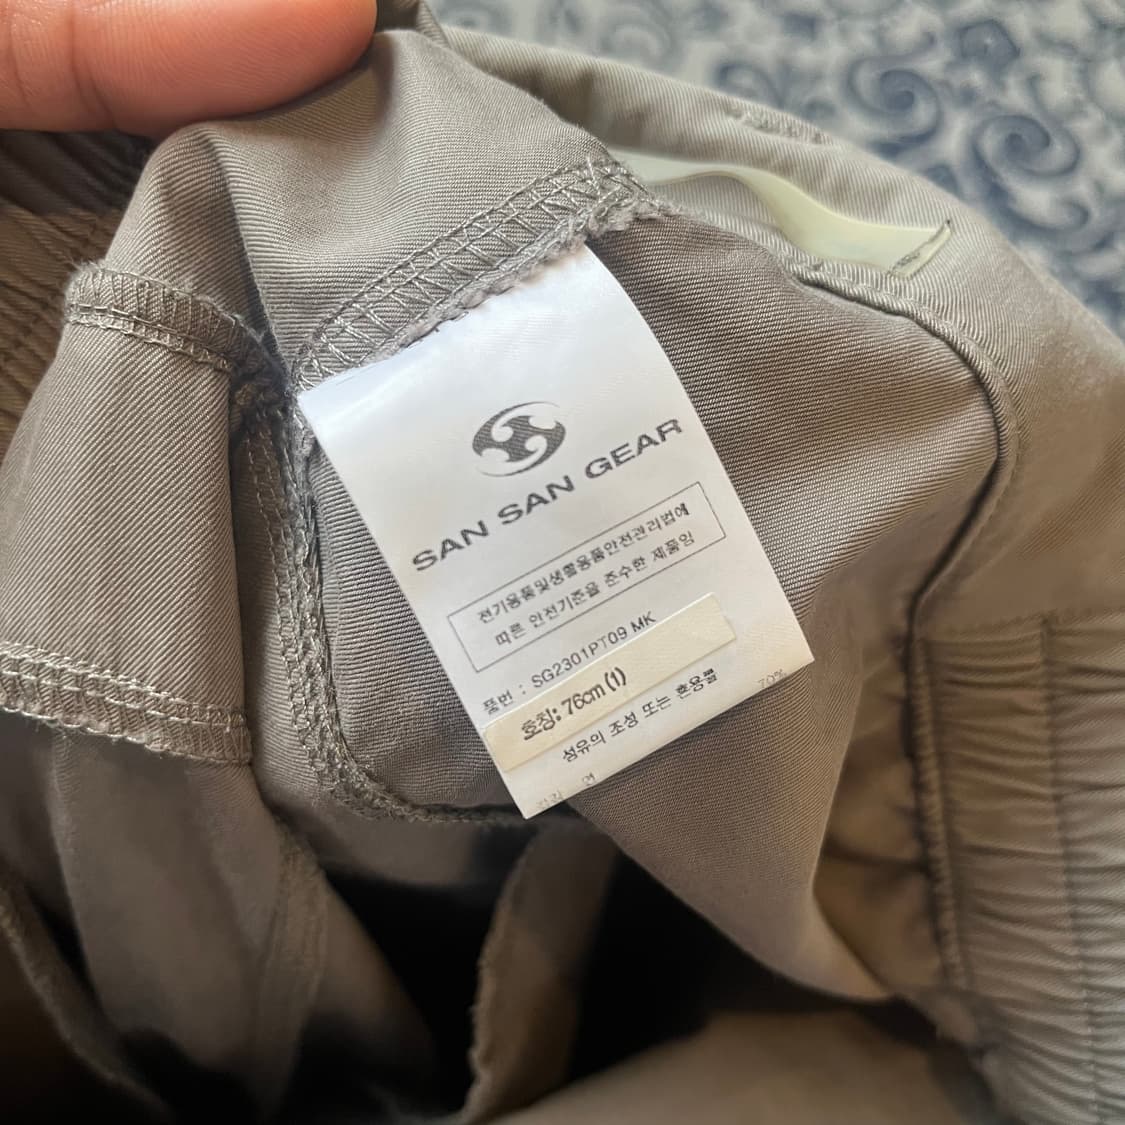 SAN SAN GEAR
전기용품및생활용품안전관리법에
따른 안전기준을 준수한 제품임
품번 : SG2301PT09 MK
호칭: 76cm (1)
섬유의 조성 또는 혼용률
면 70%